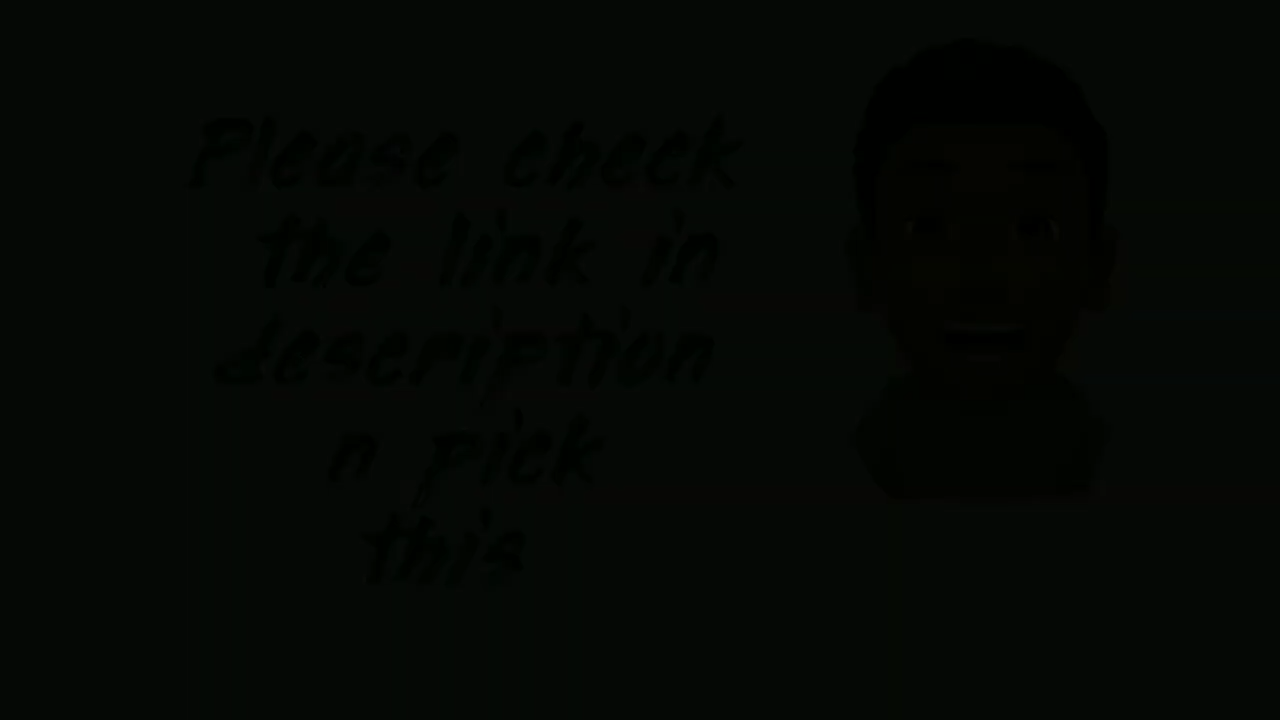 Please check
the link in
description
n pick
this